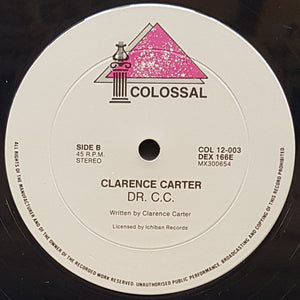 COLOSSAL
SIDE B
45 R.P.M.
STEREO
COL 12-003
DEX 166E
MX300654
CLARENCE CARTER
DR. C.C.
Written by Clarence Carter
Licensed by Ichiban Records
ALL RIGHTS OF THE MANUFACTURER AND OF THE OWNER OF THE RECORDED WORK RESERVED. UNAUTHORISED PUBLIC PERFORMANCE, BROADCASTING AND COPYING OF THIS RECORD PROHIBITED.